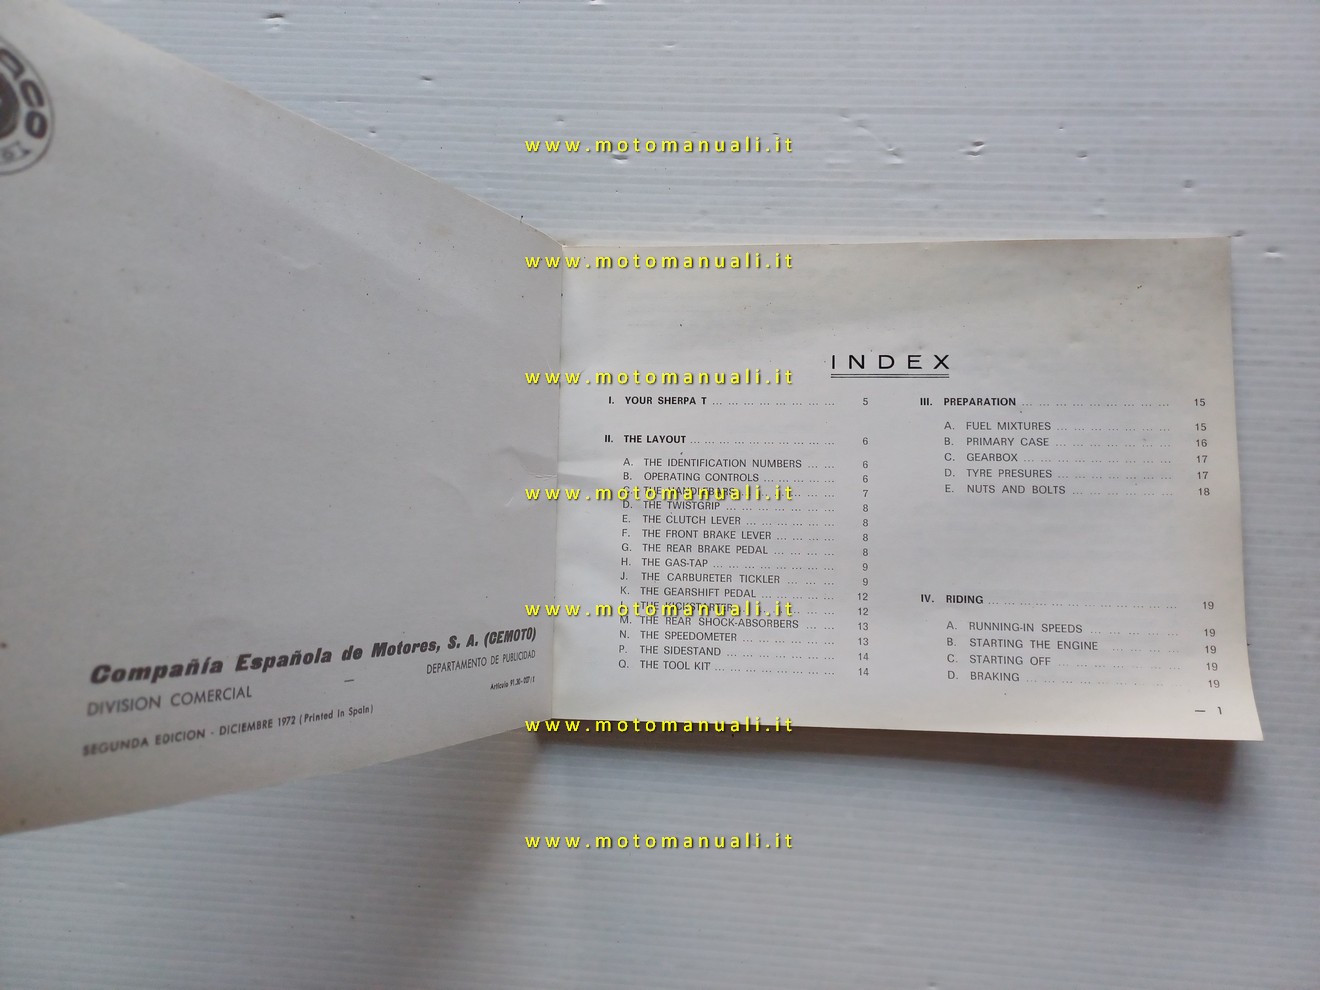 Compañía Española de Motores, S. A. (CEMOTO)
DIVISION COMERCIAL
DEPARTAMENTO DE PUBLICIDAD
SEGUNDA EDICION - DICIEMBRE 1972 (Printed in Spain)
INDEX
I. YOUR SHERPA T ... 5
II. THE LAYOUT ... 6
A. THE IDENTIFICATION NUMBERS ... 6
B. OPERATING CONTROLS ... 6
C. THE HANDLEBARS ... 7
D. THE TWISTGRIP ... 8
E. THE CLUTCH LEVER ... 8
F. THE FRONT BRAKE LEVER ... 8
G. THE REAR BRAKE PEDAL ... 8
H. THE GAS-TAP ... 9
J. THE CARBURETER TICKLER ... 9
K. THE GEARSHIFT PEDAL ... 12
L. THE KICKSTARTER ... 12
M. THE REAR SHOCK-ABSORBERS ... 13
N. THE SPEEDOMETER ... 13
P. THE SIDESTAND ... 14
Q. THE TOOL KIT ... 14
III. PREPARATION ... 15
A. FUEL MIXTURES ... 15
B. PRIMARY CASE ... 16
C. GEARBOX ... 17
D. TYRE PRESURES ... 17
E. NUTS AND BOLTS ... 18
IV. RIDING ... 19
A. RUNNING-IN SPEEDS ... 19
B. STARTING THE ENGINE ... 19
C. STARTING OFF ... 19
D. BRAKING ... 19
— 1
www.motomanuali.it
www.motomanuali.it
www.motomanuali.it
www.motomanuali.it
www.motomanuali.it
www.motomanuali.it
www.motomanuali.it